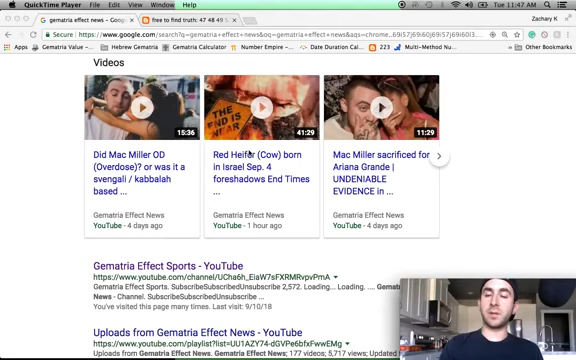 QuickTime Player File Edit View Window Help Tue 11:47 AM
gematria effect news – Goog
free to find truth: 47 48 49 5
Zachary K
Secure https://www.google.com/search?q=gematria+effect+news&oq=gematria+effect+news&aqs=chrome
Apps Gematria Value Hebrew Gematria Gematria Calculator Number Empire Date Duration Cal 223 Multi-Method Nu Other Bookmarks
Videos
THE END IS NEAR
15:36 41:29 11:29
Did Mac Miller OD
(Overdose)? or was it a
svengali / kabbalah
based ...
Gematria Effect News
YouTube - 4 days ago
Red Heifer (Cow) born
in Israel Sep. 4
foreshadows End Times
...
Gematria Effect News
YouTube - 1 hour ago
Mac Miller sacrificed for
Ariana Grande |
UNDENIABLE
EVIDENCE in ...
Gematria Effect News
YouTube - 4 days ago
Gematria Effect Sports - YouTube
https://www.youtube.com/channel/UCha6h_EiaW7sFXRMRvpvPmA
Gematria Effect Sports. SubscribeSubscribedUnsubscribe 2,572. Loading... Loading...
News - Channel. SubscribeSubscribedUnsubscribe ...
You've visited this page many times. Last visit: 9/10/18
Uploads from Gematria Effect News - YouTube
https://www.youtube.com/playlist?list=UU1AZY74-dGVPe6bfxFwwEMg
Uploads from Gematria Effect News; 177 videos; 5,717 views;